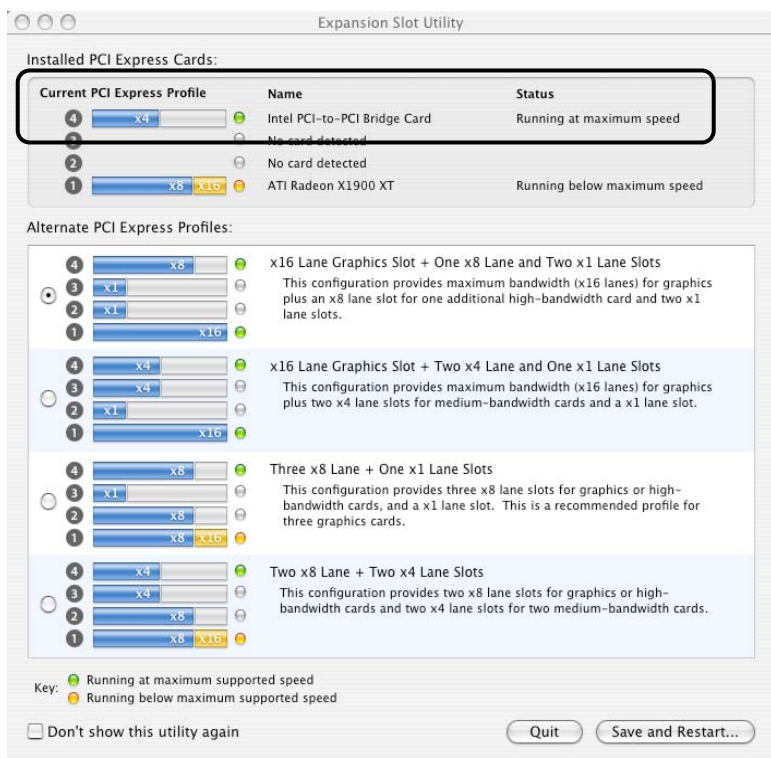 Expansion Slot Utility
Installed PCI Express Cards:
Current PCI Express Profile Name Status
4 x4 Intel PCI-to-PCI Bridge Card Running at maximum speed
3 No card detected
2 No card detected
1 x8 x16 ATI Radeon X1900 XT Running below maximum speed
Alternate PCI Express Profiles:
4 x8 x16 Lane Graphics Slot + One x8 Lane and Two x1 Lane Slots
3 x1 This configuration provides maximum bandwidth (x16 lanes) for graphics
2 x1 plus an x8 lane slot for one additional high-bandwidth card and two x1
lane slots.
1 x16
4 x4 x16 Lane Graphics Slot + Two x4 Lane and One x1 Lane Slots
3 x4 This configuration provides maximum bandwidth (x16 lanes) for graphics
2 x1 plus two x4 lane slots for medium-bandwidth cards and a x1 lane slot.
1 x16
4 x8 Three x8 Lane + One x1 Lane Slots
3 x1 This configuration provides three x8 lane slots for graphics or high-
bandwidth cards, and a x1 lane slot. This is a recommended profile for
2 x8 three graphics cards.
1 x8 x16
4 x4 Two x8 Lane + Two x4 Lane Slots
3 x4 This configuration provides two x8 lane slots for graphics or high-
bandwidth cards and two x4 lane slots for two medium-bandwidth cards.
2 x8
1 x8 x16
Key: Running at maximum supported speed
Running below maximum supported speed
Don't show this utility again Quit Save and Restart...